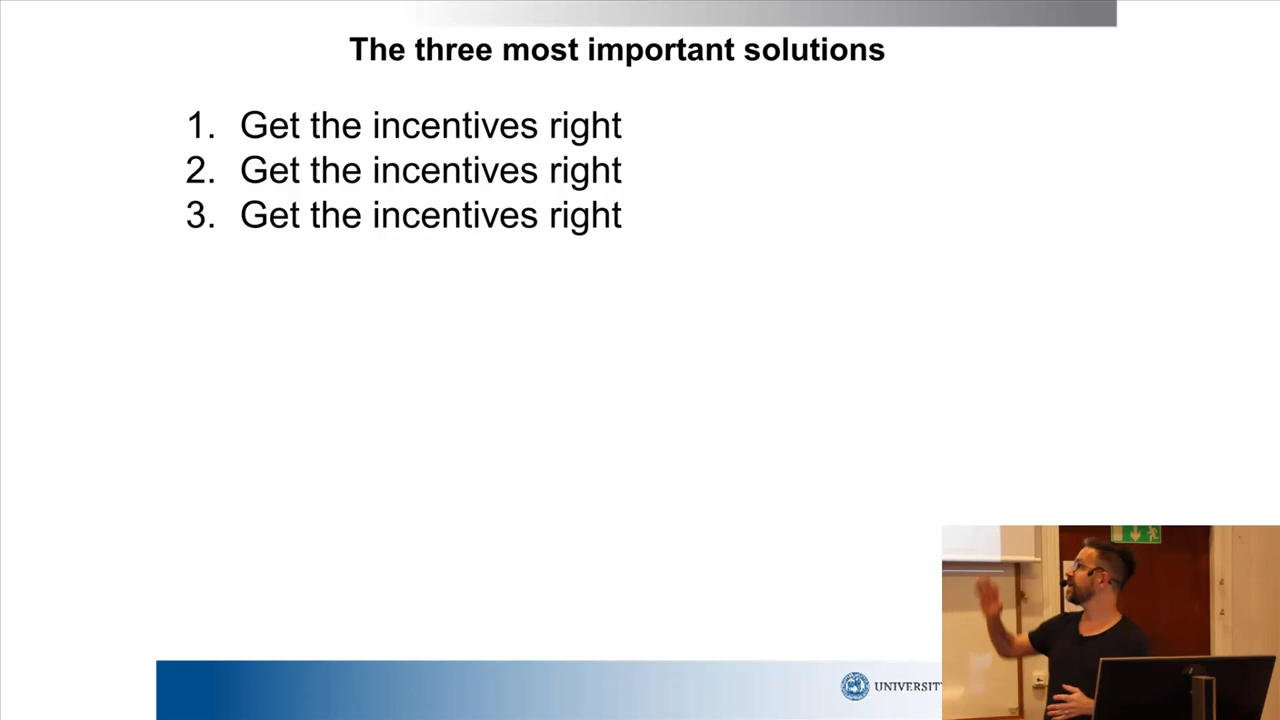 The three most important solutions
1. Get the incentives right
2. Get the incentives right
3. Get the incentives right